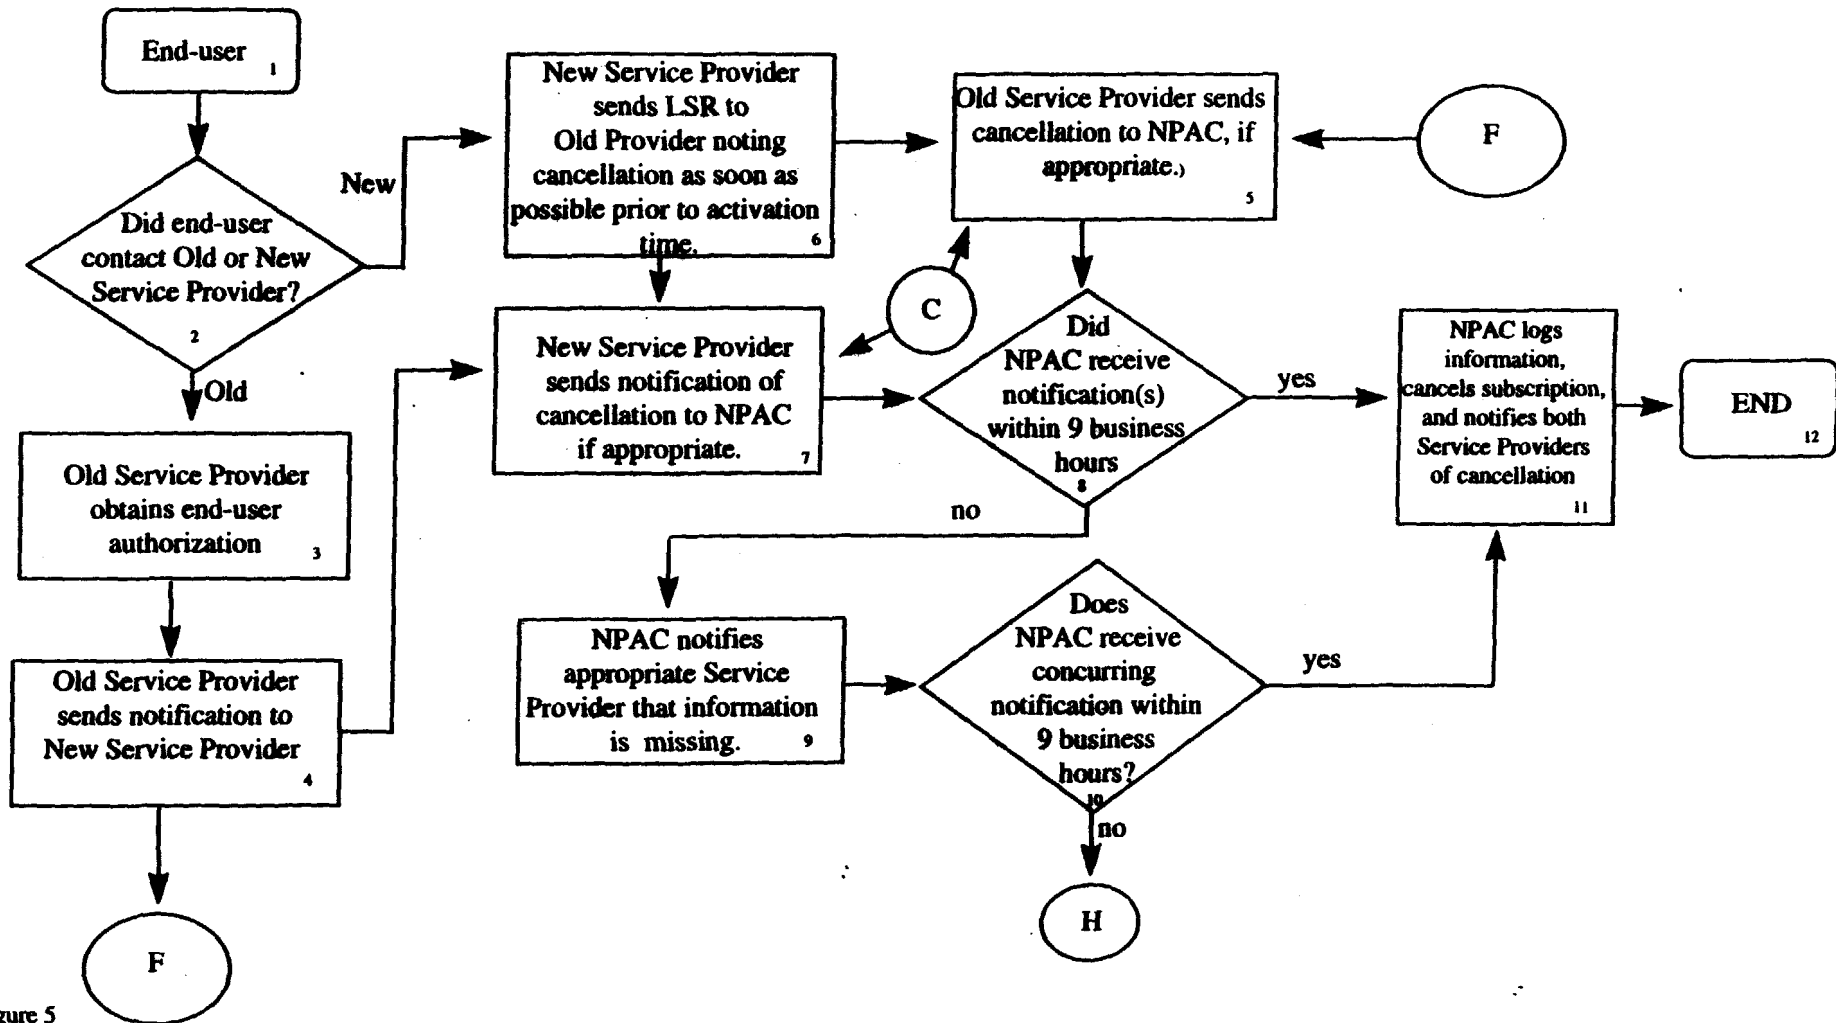 End-user
1
Did end-user
contact Old or New
Service Provider?
2
New
Old
Old Service Provider
obtains end-user
authorization
3
Old Service Provider
sends notification to
New Service Provider
4
F
New Service Provider
sends LSR to
Old Provider noting
cancellation as soon as
possible prior to activation
time.
6
New Service Provider
sends notification of
cancellation to NPAC
if appropriate.
7
Old Service Provider sends
cancellation to NPAC, if
appropriate.)
5
F
C
Did
NPAC receive
notification(s)
within 9 business
hours
8
yes
no
NPAC notifies
appropriate Service
Provider that information
is missing.
9
Does
NPAC receive
concurring
notification within
9 business
hours?
10
yes
no
H
NPAC logs
information,
cancels subscription,
and notifies both
Service Providers
of cancellation
11
END
12
gure 5